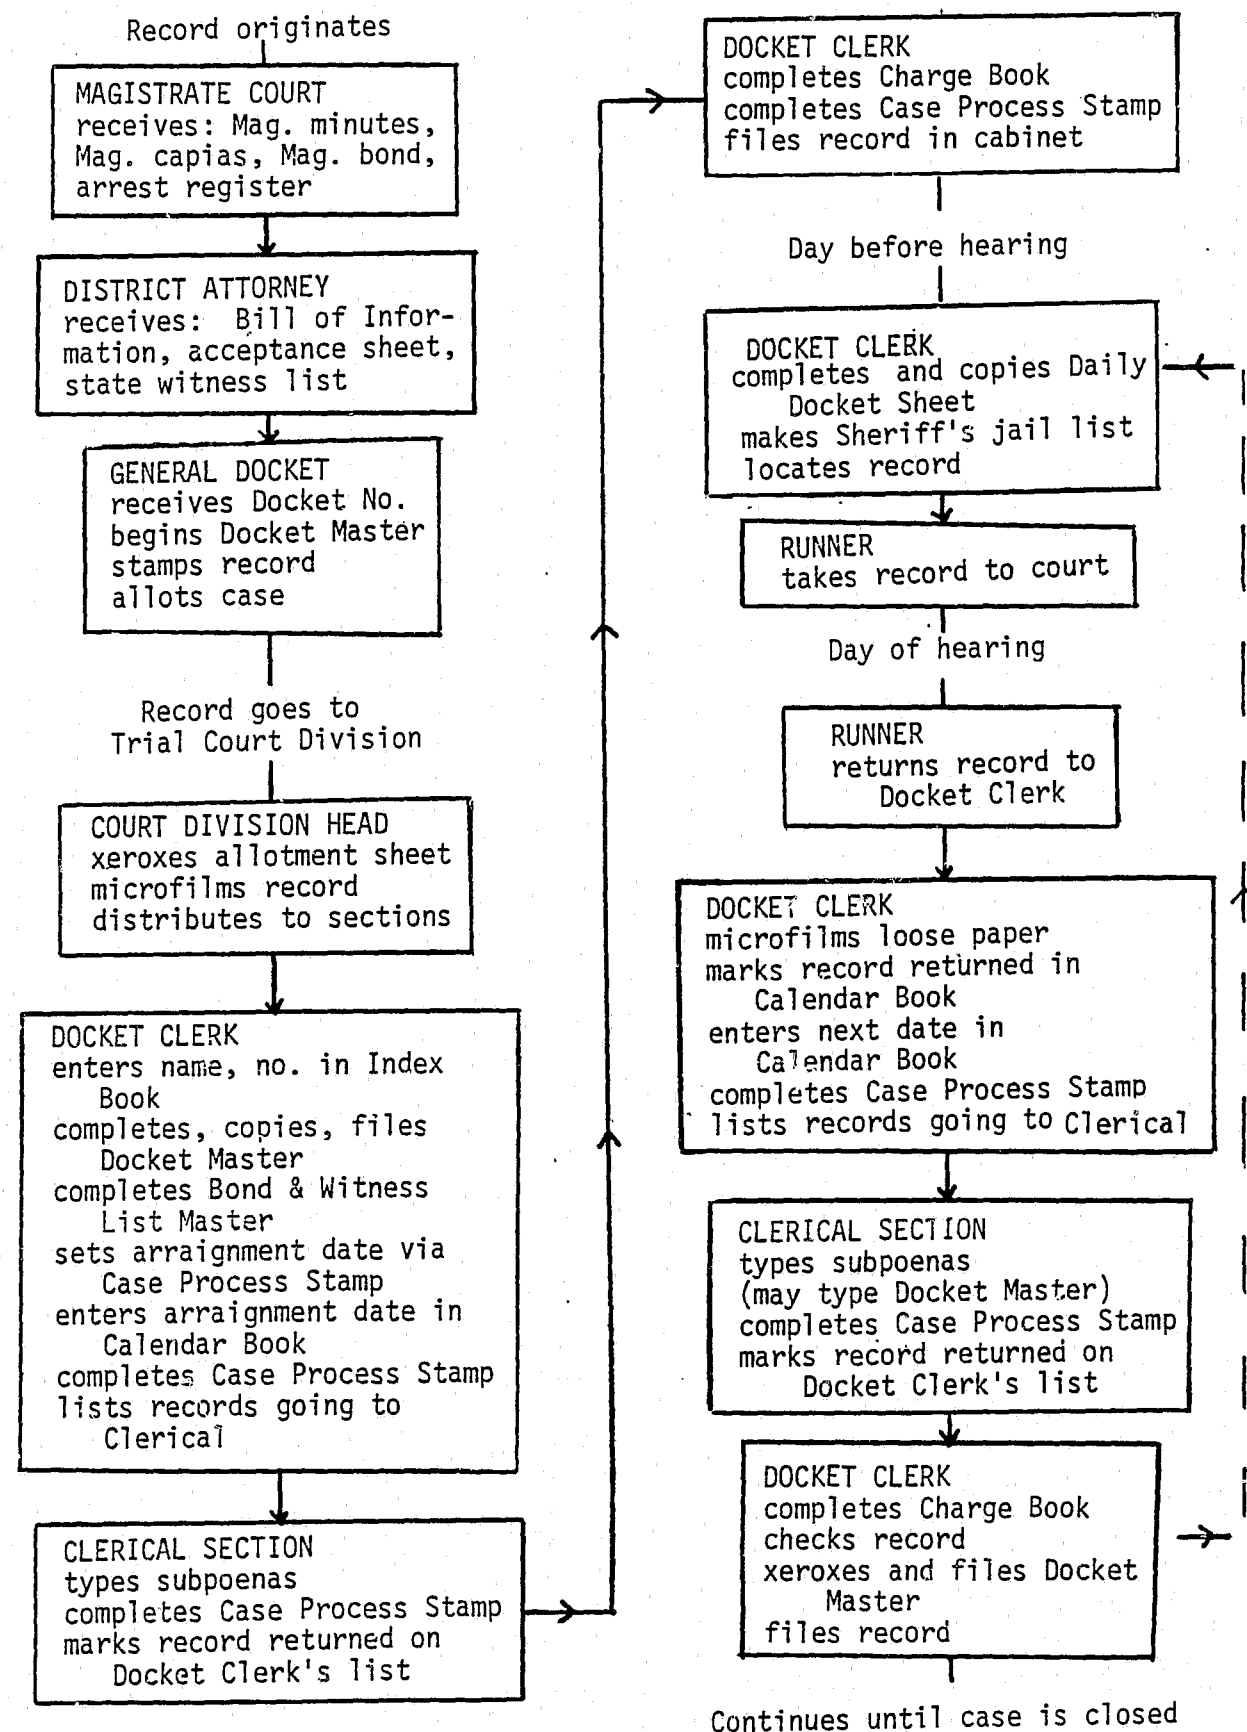 Record originates
MAGISTRATE COURT
receives: Mag. minutes,
Mag. capias, Mag. bond,
arrest register
DISTRICT ATTORNEY
receives: Bill of Infor-
mation, acceptance sheet,
state witness list
GENERAL DOCKET
receives Docket No.
begins Docket Master
stamps record
allots case
Record goes to
Trial Court Division
COURT DIVISION HEAD
xeroxes allotment sheet
microfilms record
distributes to sections
DOCKET CLERK
enters name, no. in Index
Book
completes, copies, files
Docket Master
completes Bond & Witness
List Master
sets arraignment date via
Case Process Stamp
enters arraignment date in
Calendar Book
completes Case Process Stamp
lists records going to
Clerical
CLERICAL SECTION
types subpoenas
completes Case Process Stamp
marks record returned on
Docket Clerk's list
DOCKET CLERK
completes Charge Book
completes Case Process Stamp
files record in cabinet
Day before hearing
DOCKET CLERK
completes and copies Daily
Docket Sheet
makes Sheriff's jail list
locates record
RUNNER
takes record to court
Day of hearing
RUNNER
returns record to
Docket Clerk
DOCKET CLERK
microfilms loose paper
marks record returned in
Calendar Book
enters next date in
Calendar Book
completes Case Process Stamp
lists records going to Clerical
CLERICAL SECTION
types subpoenas
(may type Docket Master)
completes Case Process Stamp
marks record returned on
Docket Clerk's list
DOCKET CLERK
completes Charge Book
checks record
xeroxes and files Docket
Master
files record
Continues until case is closed